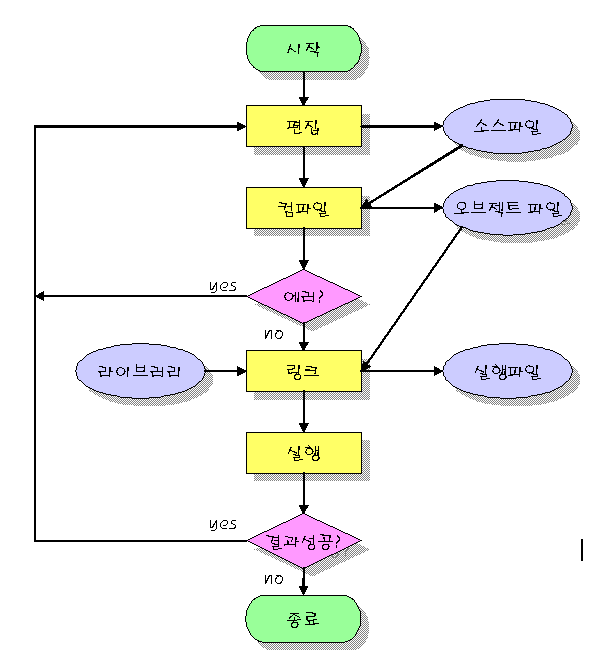 시작
편집
소스파일
컴파일
오브젝트 파일
yes
에러?
no
라이브러리
링크
실행파일
실행
yes
결과성공?
no
종료